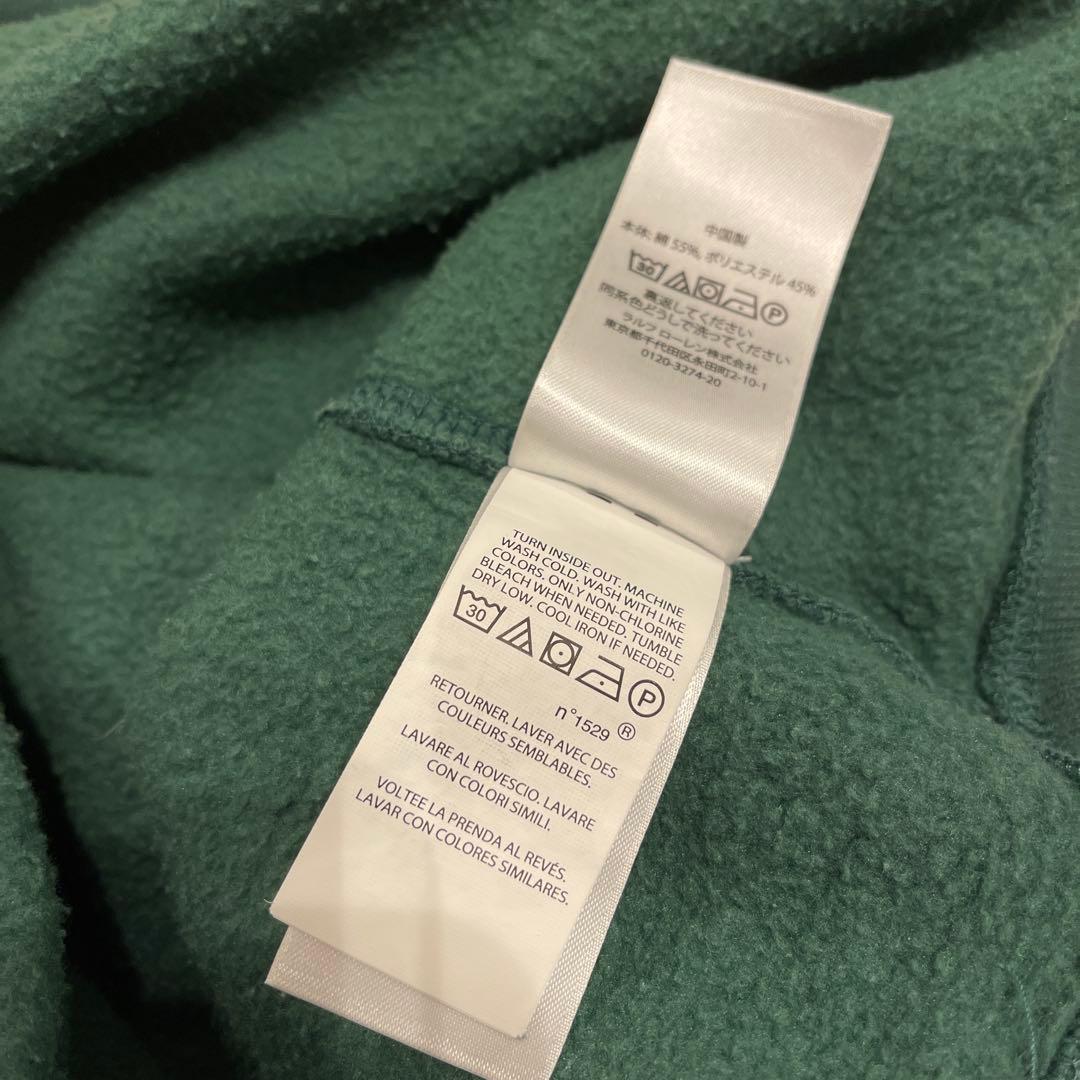 中国製
本体: 綿 55%, ポリエステル 45%
30 P
裏返してください
同系色どうしで洗ってください
ラルフ ローレン株式会社
東京都千代田区永田町2-10-1
0120-3274-20
TURN INSIDE OUT. MACHINE
WASH COLD. WASH WITH LIKE
COLORS. ONLY NON-CHLORINE
BLEACH WHEN NEEDED. TUMBLE
DRY LOW. COOL IRON IF NEEDED.
30 P
n°1529 ®
RETOURNER. LAVER AVEC DES
COULEURS SEMBLABLES.
LAVARE AL ROVESCIO. LAVARE
CON COLORI SIMILI.
VOLTEE LA PRENDA AL REVÉS.
LAVAR CON COLORES SIMILARES.